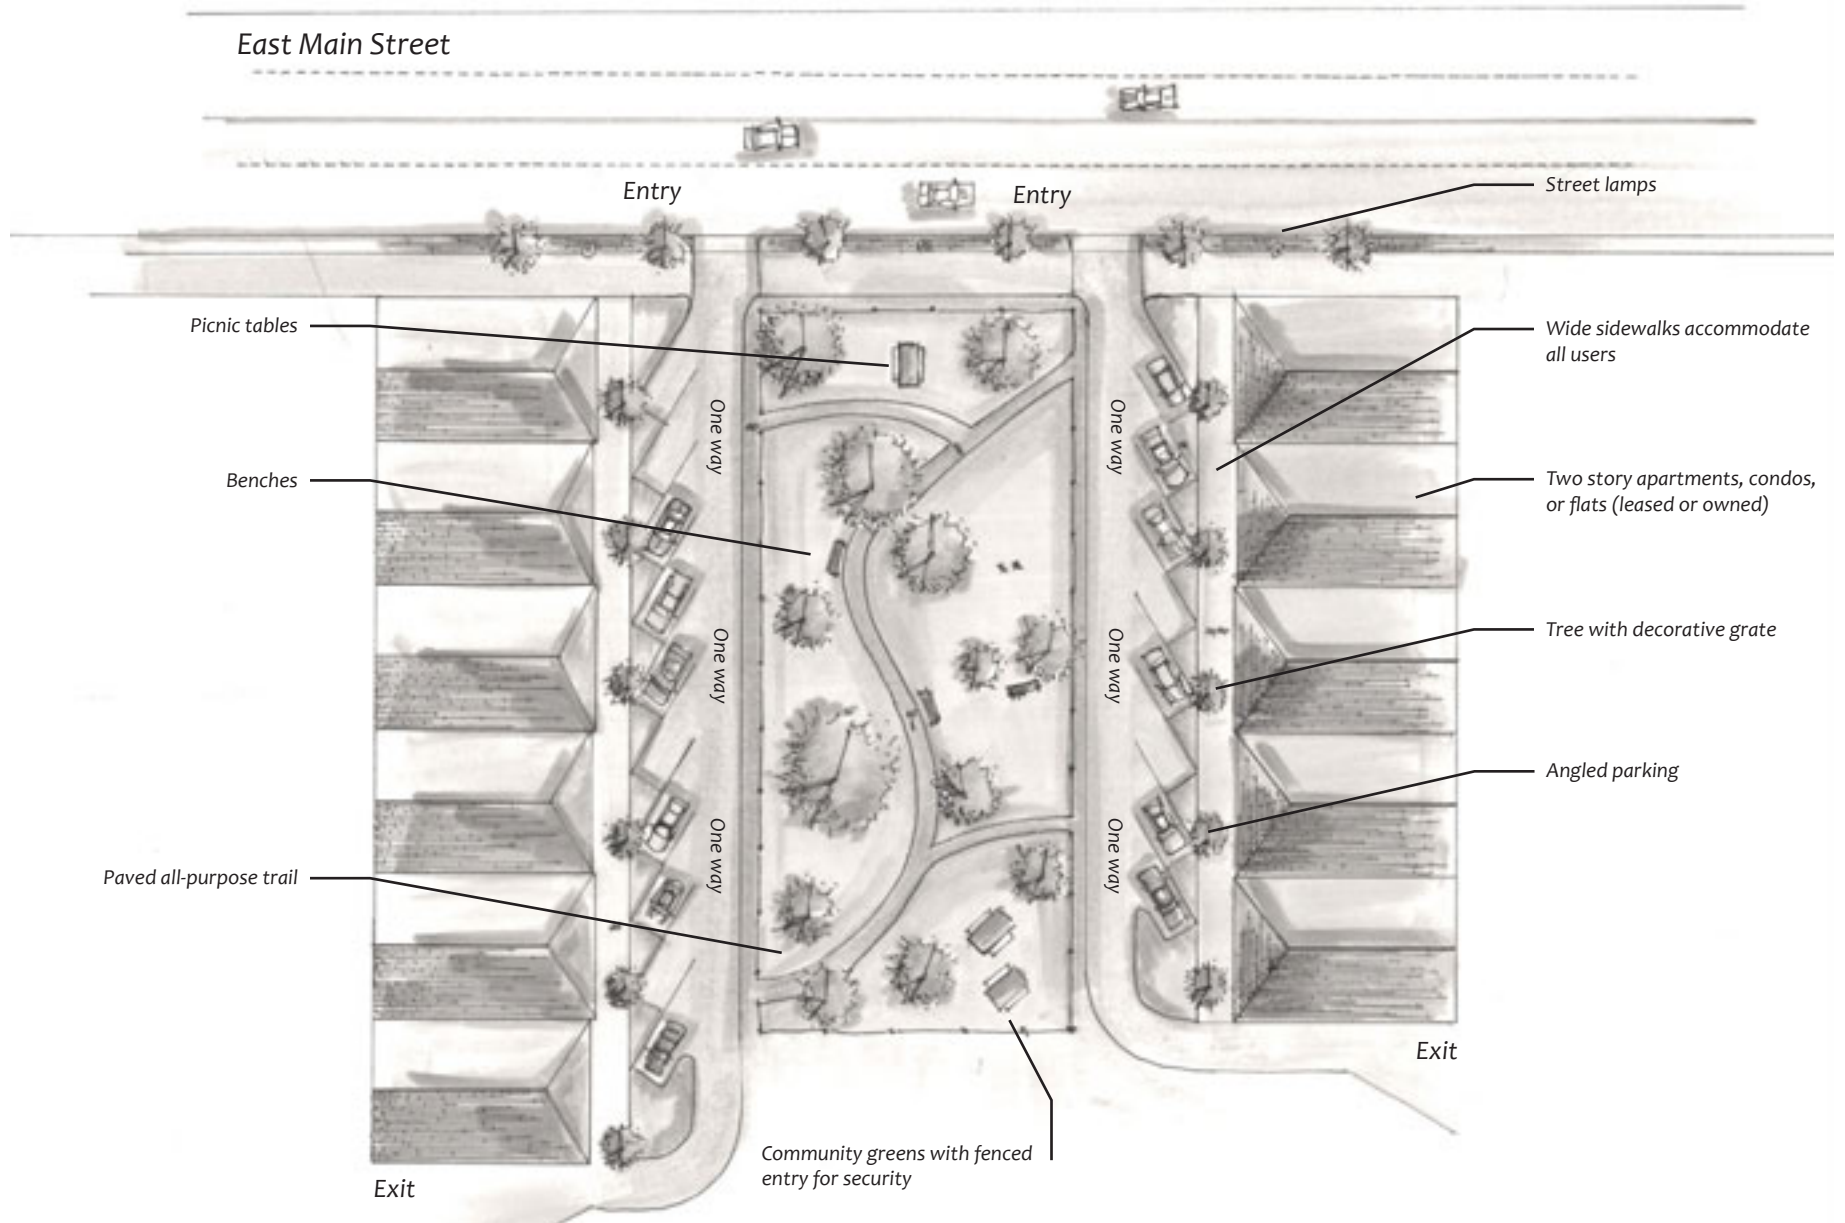 East Main Street
Entry
Entry
Street lamps
Picnic tables
Wide sidewalks accommodate
all users
One way
One way
Benches
Two story apartments, condos,
or flats (leased or owned)
One way
One way
Tree with decorative grate
Angled parking
One way
One way
Paved all-purpose trail
Exit
Community greens with fenced
entry for security
Exit